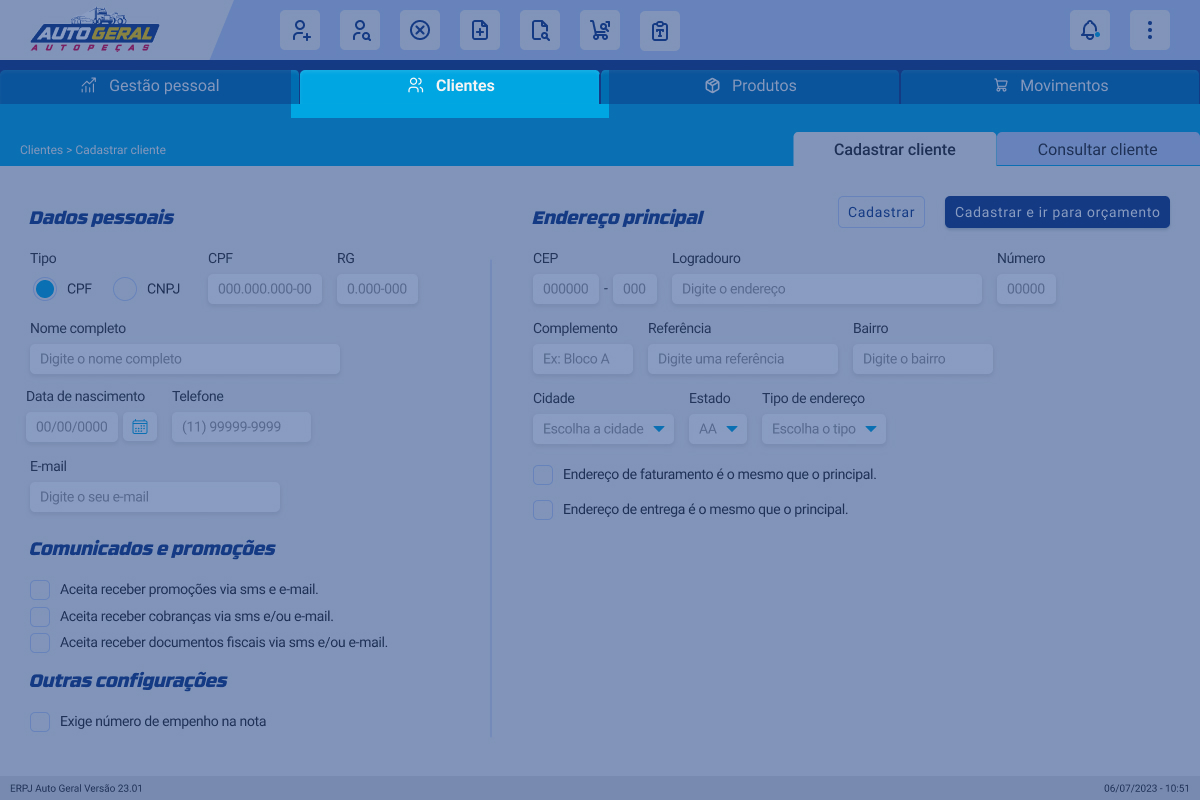 AUTO GERAL
AUTOPEÇAS
Gestão pessoal
Clientes
Produtos
Movimentos
Clientes > Cadastrar cliente
Cadastrar cliente
Consultar cliente
Dados pessoais
Tipo
CPF
RG
CPF
CNPJ
000.000.000-00
0.000-000
Nome completo
Digite o nome completo
Data de nascimento
Telefone
00/00/0000
(11) 99999-9999
E-mail
Digite o seu e-mail
Comunicados e promoções
Aceita receber promoções via sms e e-mail.
Aceita receber cobranças via sms e/ou e-mail.
Aceita receber documentos fiscais via sms e/ou e-mail.
Outras configurações
Exige número de empenho na nota
Endereço principal
Cadastrar
Cadastrar e ir para orçamento
CEP
Logradouro
Número
000000 - 000
Digite o endereço
00000
Complemento
Referência
Bairro
Ex: Bloco A
Digite uma referência
Digite o bairro
Cidade
Estado
Tipo de endereço
Escolha a cidade
AA
Escolha o tipo
Endereço de faturamento é o mesmo que o principal.
Endereço de entrega é o mesmo que o principal.
ERPJ Auto Geral Versão 23.01
06/07/2023 - 10:51